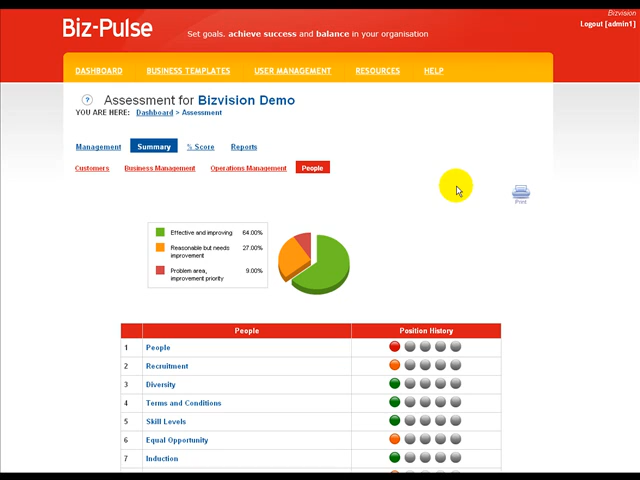 Bizvision
Logout [admin1]
Biz-Pulse
Set goals. achieve success and balance in your organisation
DASHBOARD BUSINESS TEMPLATES USER MANAGEMENT RESOURCES HELP
? Assessment for Bizvision Demo
YOU ARE HERE: Dashboard > Assessment
Management Summary % Score Reports
Customers Business Management Operations Management People
Print
Effective and improving 64.00%
Reasonable but needs 27.00%
improvement
Problem area, 9.00%
improvement priority
People Position History
1 People
2 Recruitment
3 Diversity
4 Terms and Conditions
5 Skill Levels
6 Equal Opportunity
7 Induction